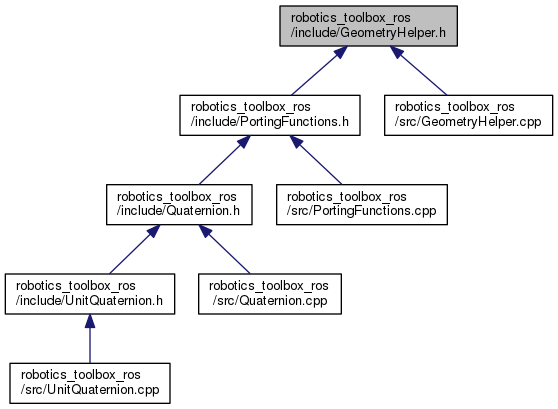 robotics_toolbox_ros
/include/GeometryHelper.h
robotics_toolbox_ros
/include/PortingFunctions.h
robotics_toolbox_ros
/src/GeometryHelper.cpp
robotics_toolbox_ros
/include/Quaternion.h
robotics_toolbox_ros
/src/PortingFunctions.cpp
robotics_toolbox_ros
/include/UnitQuaternion.h
robotics_toolbox_ros
/src/Quaternion.cpp
robotics_toolbox_ros
/src/UnitQuaternion.cpp